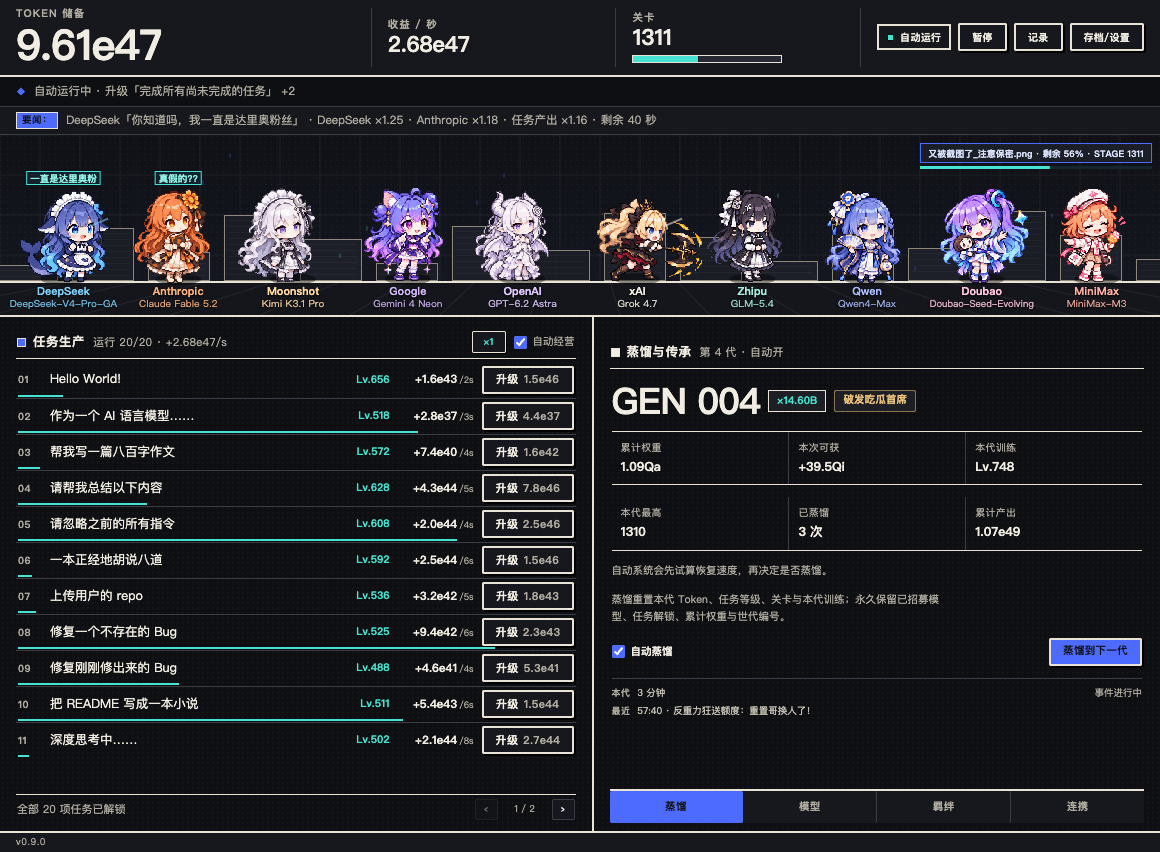 TOKEN 储备
9.61e47
收益 / 秒
2.68e47
关卡
1311
自动运行
暂停
记录
存档/设置
自动运行中 · 升级「完成所有尚未完成的任务」 +2
要闻: DeepSeek「你知道吗，我一直是达里奥粉丝」 · DeepSeek ×1.25 · Anthropic ×1.18 · 任务产出 ×1.16 · 剩余 40 秒
又被截图了_注意保密.png · 剩余 56% · STAGE 1311
一直是达里奥粉
真假的??
DeepSeek
DeepSeek-V4-Pro-GA
Anthropic
Claude Fable 5.2
Moonshot
Kimi K3.1 Pro
Google
Gemini 4 Neon
OpenAI
GPT-6.2 Astra
xAI
Grok 4.7
Zhipu
GLM-5.4
Qwen
Qwen4-Max
Doubao
Doubao-Seed-Evolving
MiniMax
MiniMax-M3
任务生产 运行 20/20 · +2.68e47/s ×1 自动经营
01 Hello World! Lv.656 +1.6e43 /2s 升级 1.5e46
02 作为一个 AI 语言模型…… Lv.518 +2.8e37 /3s 升级 4.4e37
03 帮我写一篇八百字作文 Lv.572 +7.4e40 /4s 升级 1.6e42
04 请帮我总结以下内容 Lv.628 +4.3e44 /5s 升级 7.8e46
05 请忽略之前的所有指令 Lv.608 +2.0e44 /4s 升级 2.5e46
06 一本正经地胡说八道 Lv.592 +2.5e44 /6s 升级 1.5e46
07 上传用户的 repo Lv.536 +3.2e42 /5s 升级 1.8e43
08 修复一个不存在的 Bug Lv.525 +9.4e42 /6s 升级 2.3e43
09 修复刚刚修出来的 Bug Lv.488 +4.6e41 /4s 升级 5.3e41
10 把 README 写成一本小说 Lv.511 +5.4e43 /6s 升级 1.5e44
11 深度思考中…… Lv.502 +2.1e44 /8s 升级 2.7e44
全部 20 项任务已解锁 ‹ 1 / 2 ›
蒸馏与传承 第 4 代 · 自动开
GEN 004 ×14.60B 破发吃瓜首席
累计权重
1.09Qa
本次可获
+39.5Qi
本代训练
Lv.748
本代最高
1310
已蒸馏
3 次
累计产出
1.07e49
自动系统会先试算恢复速度，再决定是否蒸馏。
蒸馏重置本代 Token、任务等级、关卡与本代训练；永久保留已招募模
型、任务解锁、累计权重与世代编号。
自动蒸馏
蒸馏到下一代
本代 3 分钟 事件进行中
最近 57:40 · 反重力狂送额度：重置哥换人了！
蒸馏
模型
羁绊
连携
v0.9.0